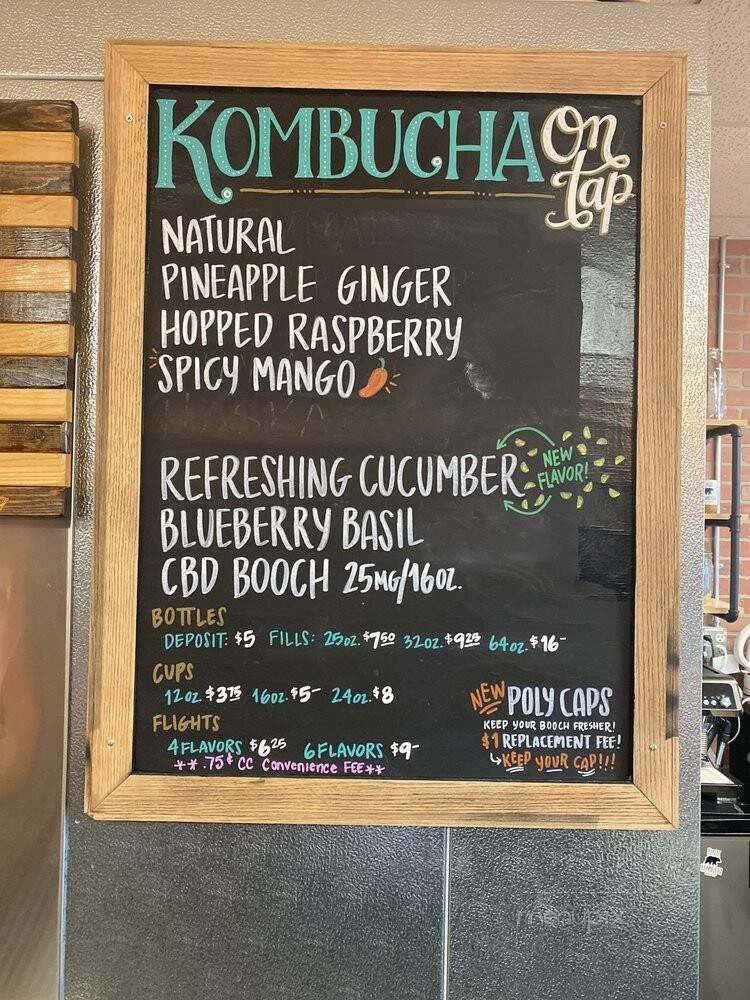 KOMBUCHA On tap
NATURAL
PINEAPPLE GINGER
HOPPED RASPBERRY
SPICY MANGO
REFRESHING CUCUMBER
NEW FLAVOR!
BLUEBERRY BASIL
CBD BOOCH 25MG/16OZ.
BOTTLES
DEPOSIT: $5 FILLS: 25OZ. $7.50 32OZ. $9.25 64OZ. $16-
CUPS
12OZ. $3.75 16OZ. $5- 24OZ. $8
FLIGHTS
4 FLAVORS $6.25 6 FLAVORS $9-
**.75¢ CC Convenience FEE**
NEW POLY CAPS
KEEP YOUR BOOCH FRESHER!
$1 REPLACEMENT FEE!
KEEP YOUR CAP!!!
menupix